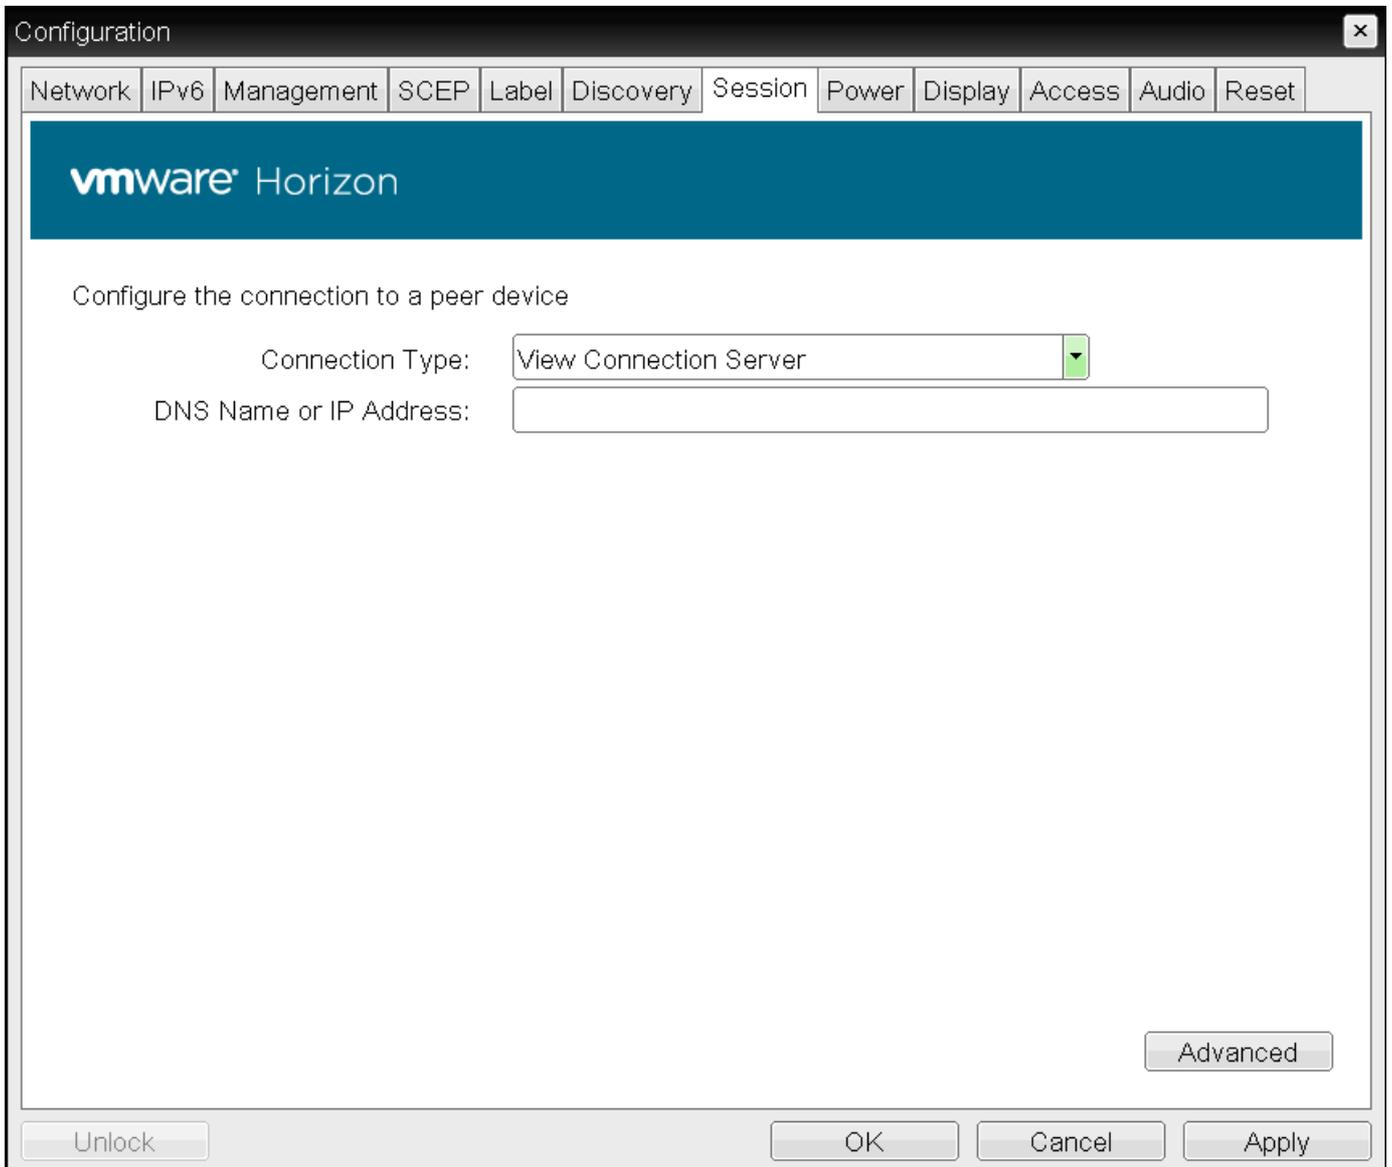 Configuration
Network IPv6 Management SCEP Label Discovery Session Power Display Access Audio Reset
vmware® Horizon
Configure the connection to a peer device
Connection Type: View Connection Server
DNS Name or IP Address:
Advanced
Unlock OK Cancel Apply